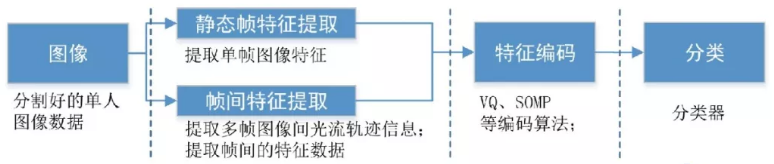 图像
分割好的单人
图像数据
静态帧特征提取
提取单帧图像特征
帧间特征提取
提取多帧图像间光流轨迹信息;
提取帧间的特征数据
特征编码
VQ、SOMP
等编码算法;
分类
分类器